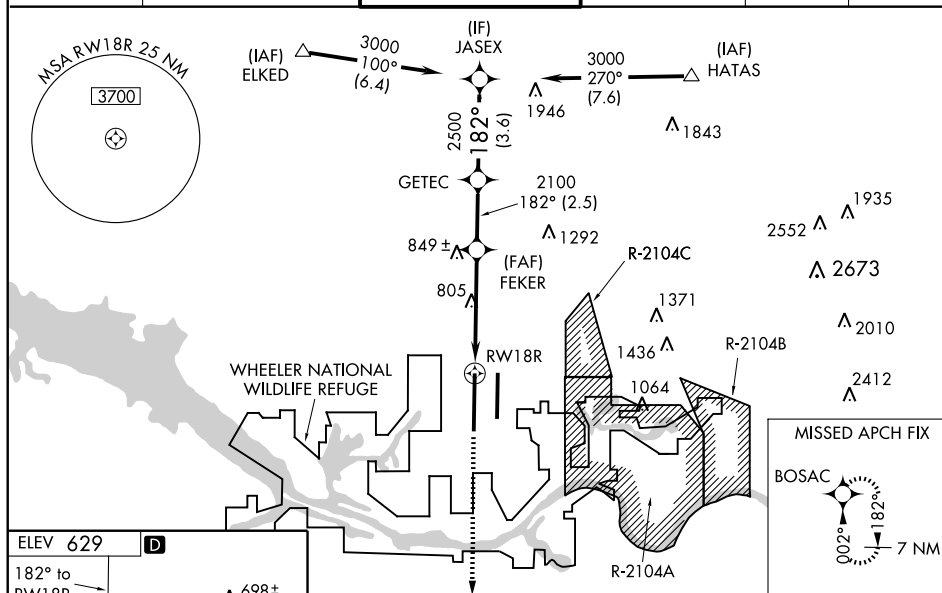 MSA RW18R 25 NM
3700
(IAF)
ELKED
3000
100°
(6.4)
(IF)
JASEX
3000
270°
(7.6)
(IAF)
HATAS
1946
1843
2500
182°
(3.6)
GETEC
2100
182° (2.5)
1935
2552
849 ±
1292
(FAF)
FEKER
R-2104C
2673
805
1371
2010
RW18R
1436
R-2104B
WHEELER NATIONAL
WILDLIFE REFUGE
1064
2412
MISSED APCH FIX
BOSAC
182°
002°
7 NM
R-2104A
ELEV 629
D
182° to
RW18R
698 ±